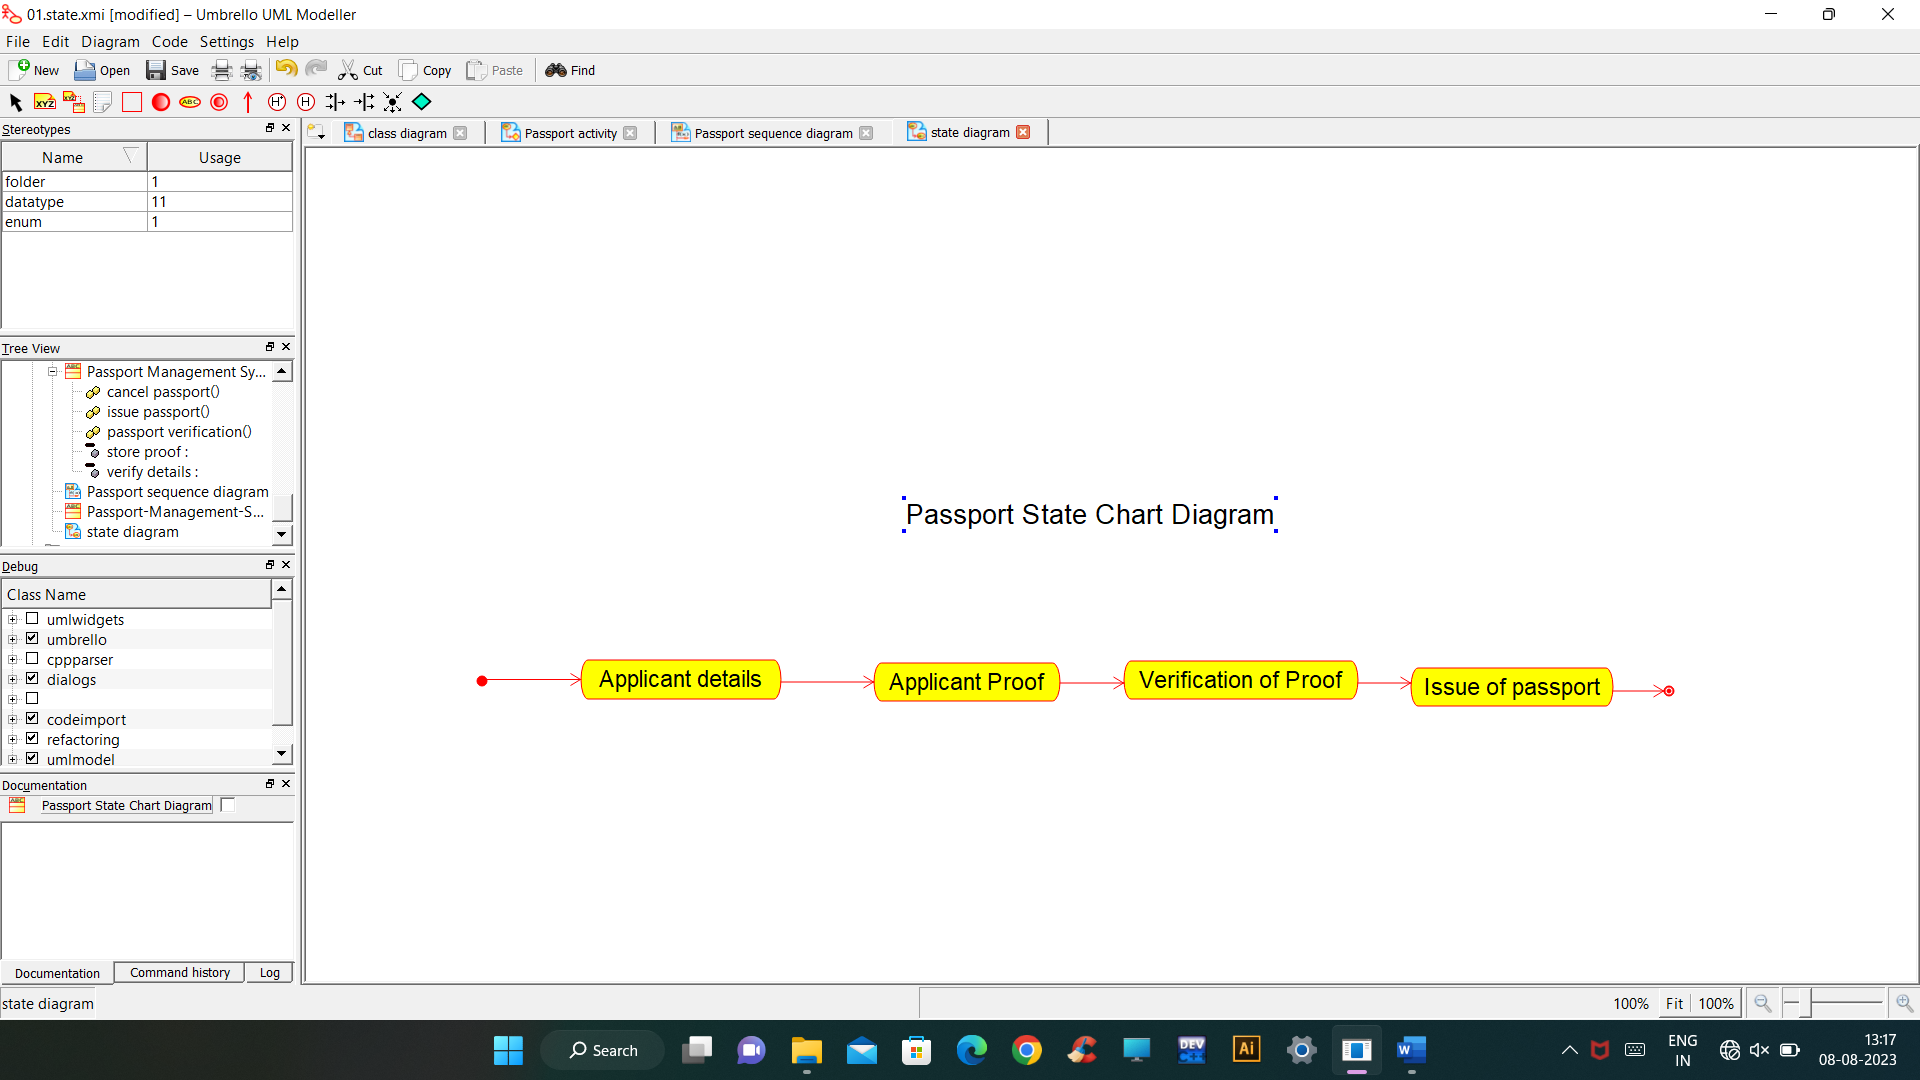 01.state.xmi [modified] – Umbrello UML Modeller
File Edit Diagram Code Settings Help
New Open Save Cut Copy Paste Find
XYZ XYZ ABC H* H
Stereotypes
class diagram Passport activity Passport sequence diagram state diagram
Name Usage
folder 1
datatype 11
enum 1
Tree View
Passport Management Sy...
cancel passport()
issue passport()
passport verification()
store proof :
verify details :
Passport sequence diagram
Passport-Management-S...
state diagram
Passport State Chart Diagram
Applicant details Applicant Proof Verification of Proof Issue of passport
Debug
Class Name
umlwidgets
umbrello
cppparser
dialogs
codeimport
refactoring
umlmodel
Documentation
Passport State Chart Diagram
Documentation Command history Log
state diagram 100% Fit 100%
Search DEV C++ Ai W ENG IN 13:17
08-08-2023